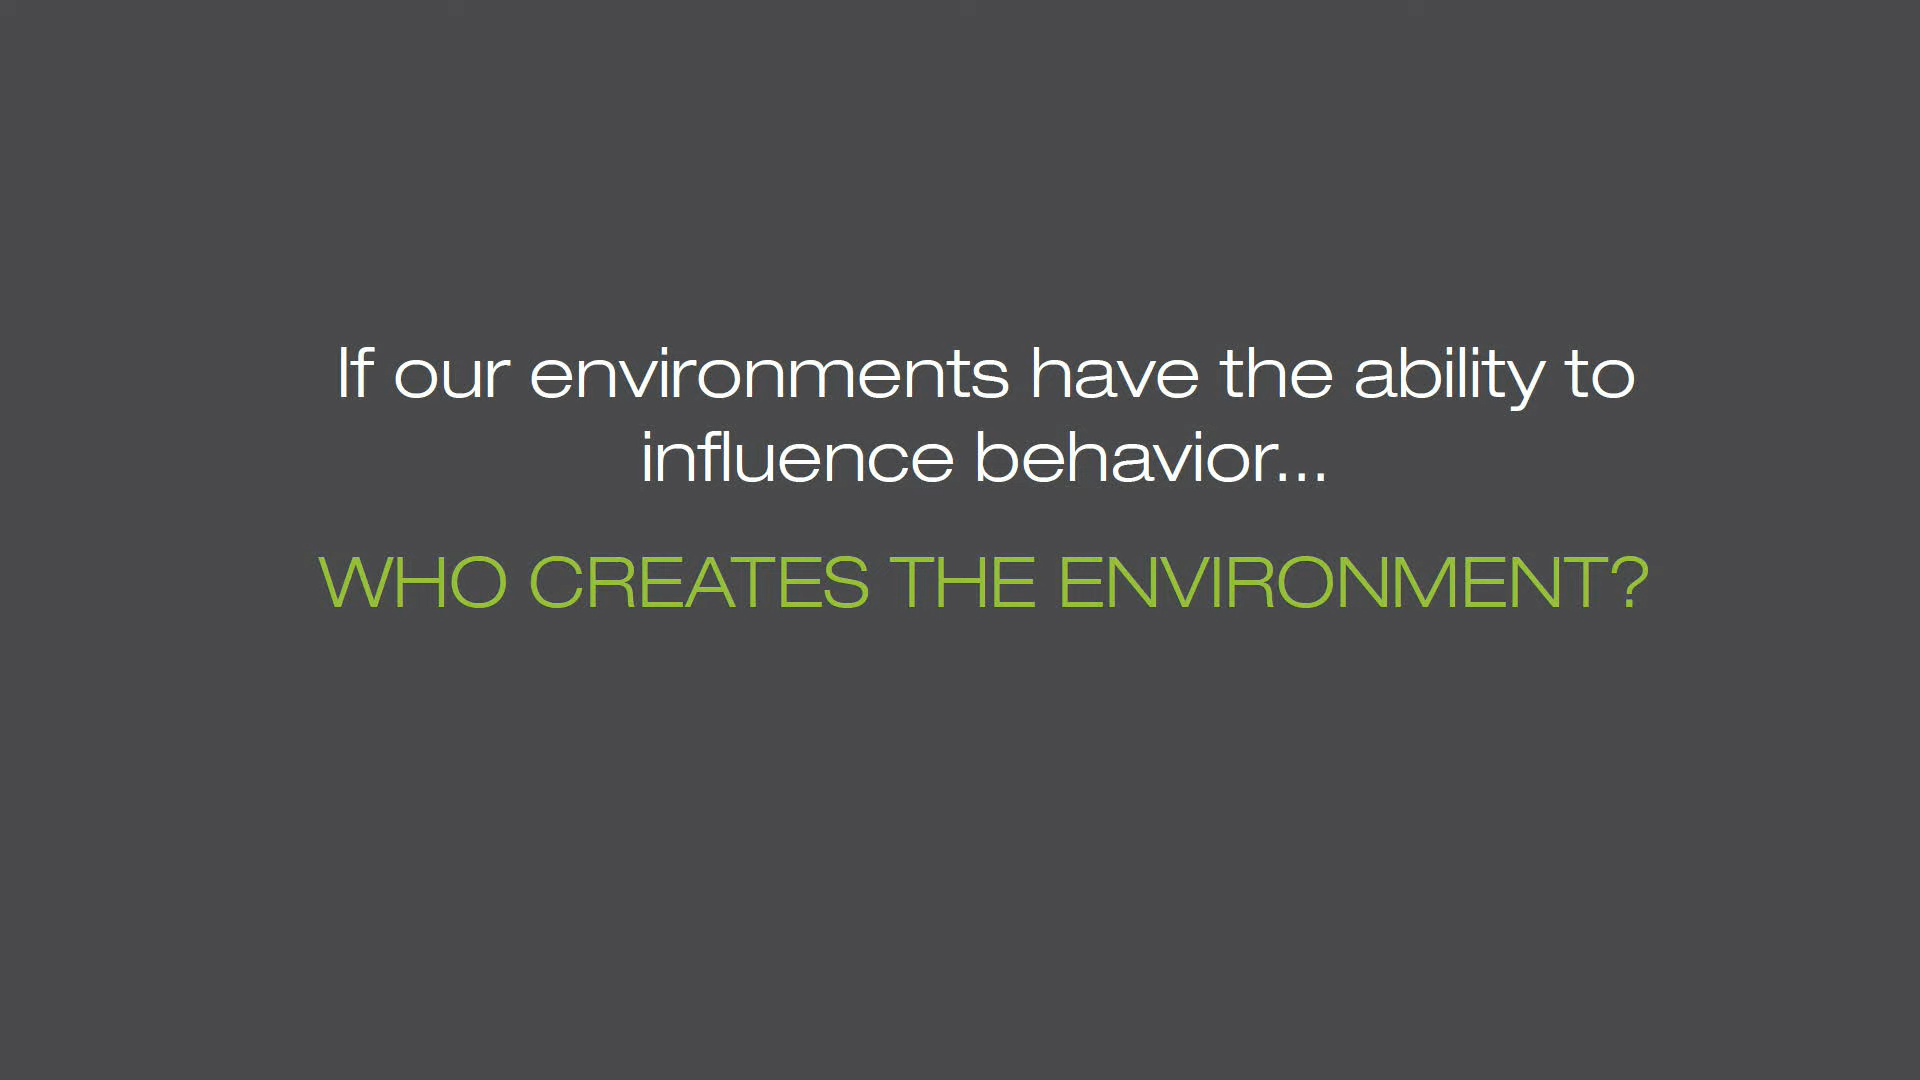 If our environments have the ability to
influence behavior...
WHO CREATES THE ENVIRONMENT?